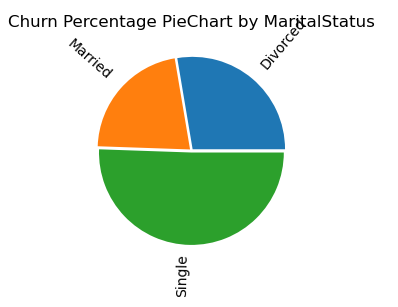 Churn Percentage PieChart by MaritalStatus
Married
Divorced
Single